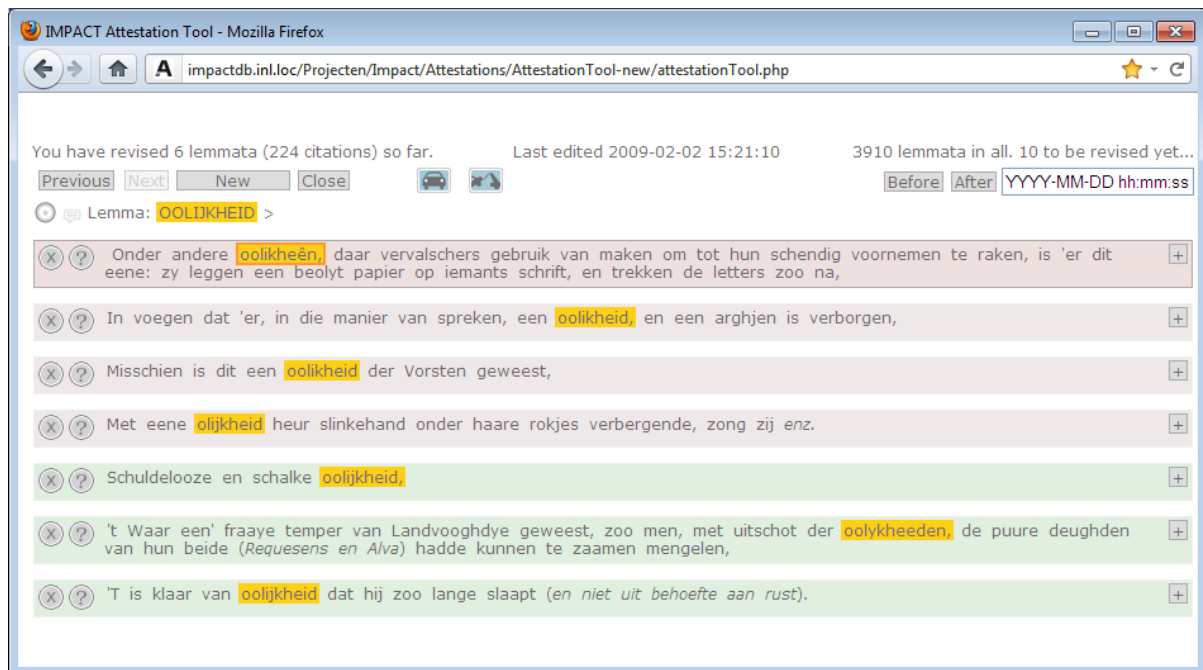 IMPACT Attestation Tool - Mozilla Firefox
A impactdb.inl.loc/Projecten/Impact/Attestations/AttestationTool-new/attestationTool.php
You have revised 6 lemmata (224 citations) so far. Last edited 2009-02-02 15:21:10 3910 lemmata in all. 10 to be revised yet...
Previous Next New Close Before After YYYY-MM-DD hh:mm:ss
Lemma: OOLIJKHEID >
X ? Onder andere oolikheên, daar vervalschers gebruik van maken om tot hun schendig voornemen te raken, is 'er dit +
eene: zy leggen een beolyt papier op iemants schrift, en trekken de letters zoo na,
X ? In voegen dat 'er, in die manier van spreken, een oolikheid, en een arghjen is verborgen, +
X ? Misschien is dit een oolikheid der Vorsten geweest, +
X ? Met eene olijkheid heur slinkehand onder haare rokjes verbergende, zong zij enz. +
X ? Schuldelooze en schalke oolijkheid, +
X ? 't Waar een' fraaye temper van Landvooghdye geweest, zoo men, met uitschot der oolykheeden, de puure deughden +
van hun beide (Requesens en Alva) hadde kunnen te zaamen mengelen,
X ? 'T is klaar van oolijkheid dat hij zoo lange slaapt (en niet uit behoefte aan rust). +